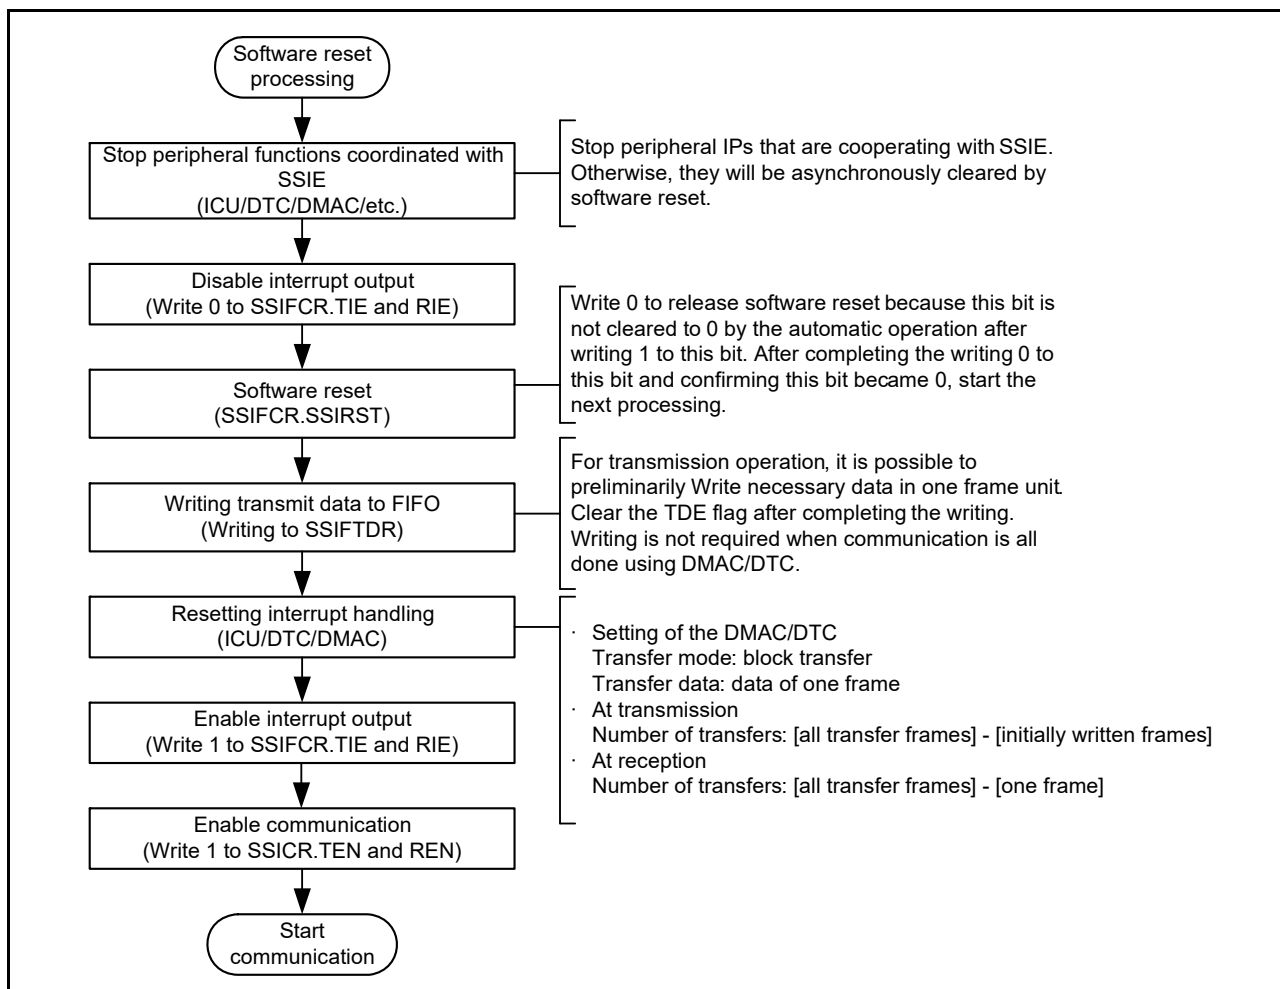 Software reset
processing
Stop peripheral functions coordinated with
SSIE
(ICU/DTC/DMAC/etc.)
Stop peripheral IPs that are cooperating with SSIE.
Otherwise, they will be asynchronously cleared by
software reset.
Disable interrupt output
(Write 0 to SSIFCR.TIE and RIE)
Software reset
(SSIFCR.SSIRST)
Write 0 to release software reset because this bit is
not cleared to 0 by the automatic operation after
writing 1 to this bit. After completing the writing 0 to
this bit and confirming this bit became 0, start the
next processing.
Writing transmit data to FIFO
(Writing to SSIFTDR)
For transmission operation, it is possible to
preliminarily Write necessary data in one frame unit.
Clear the TDE flag after completing the writing.
Writing is not required when communication is all
done using DMAC/DTC.
Resetting interrupt handling
(ICU/DTC/DMAC)
· Setting of the DMAC/DTC
Transfer mode: block transfer
Transfer data: data of one frame
· At transmission
Number of transfers: [all transfer frames] - [initially written frames]
· At reception
Number of transfers: [all transfer frames] - [one frame]
Enable interrupt output
(Write 1 to SSIFCR.TIE and RIE)
Enable communication
(Write 1 to SSICR.TEN and REN)
Start
communication